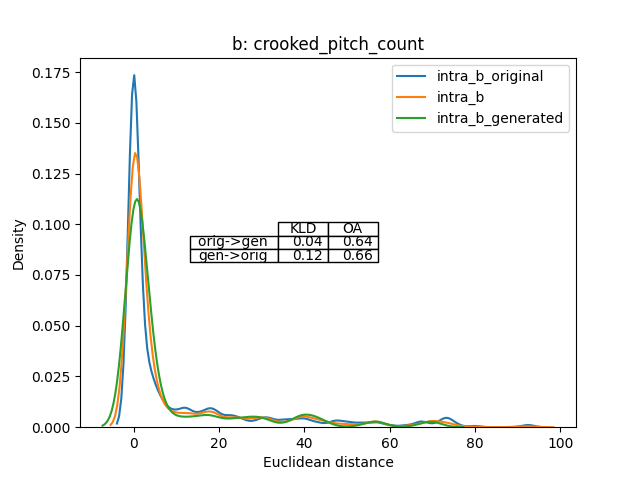 b: crooked_pitch_count
0.175
0.150
0.125
0.100
0.075
0.050
0.025
0.000
Density
intra_b_original
intra_b
intra_b_generated
KLD OA
orig->gen 0.04 0.64
gen->orig 0.12 0.66
0 20 40 60 80 100
Euclidean distance